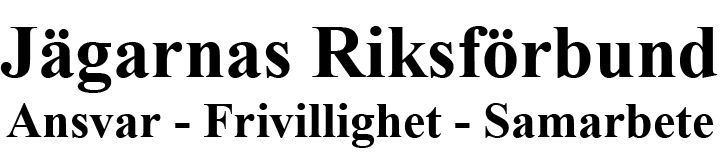 Jägarnas Riksförbund
Ansvar - Frivillighet - Samarbete